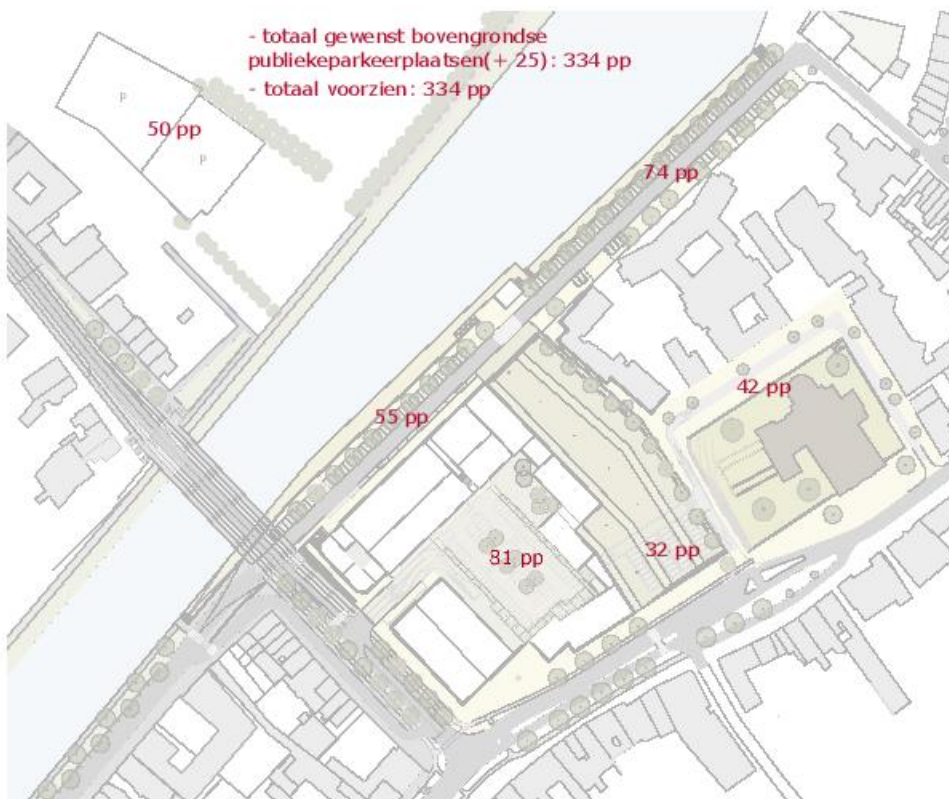 - totaal gewenst bovengrondse
publiekeparkeerplaatsen(+ 25): 334 pp
- totaal voorzien: 334 pp
P
50 pp
P
74 pp
42 pp
55 pp
81 pp
32 pp